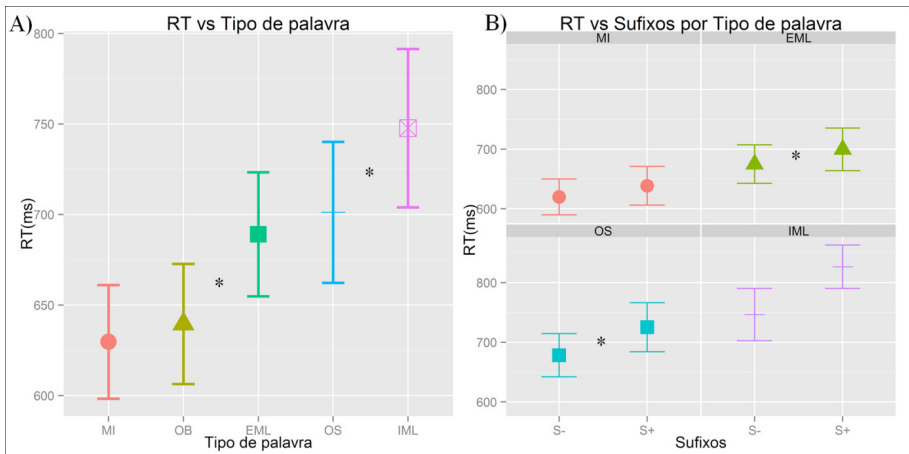 A)
RT vs Tipo de palavra
800
750
700
650
600
RT(ms)
*
*
MI OB EML OS IML
Tipo de palavra
B)
RT vs Sufixos por Tipo de palavra
MI EML
800
700
600
*
OS IML
800
700
600
RT(ms)
*
S- S+ S- S+
Sufixos